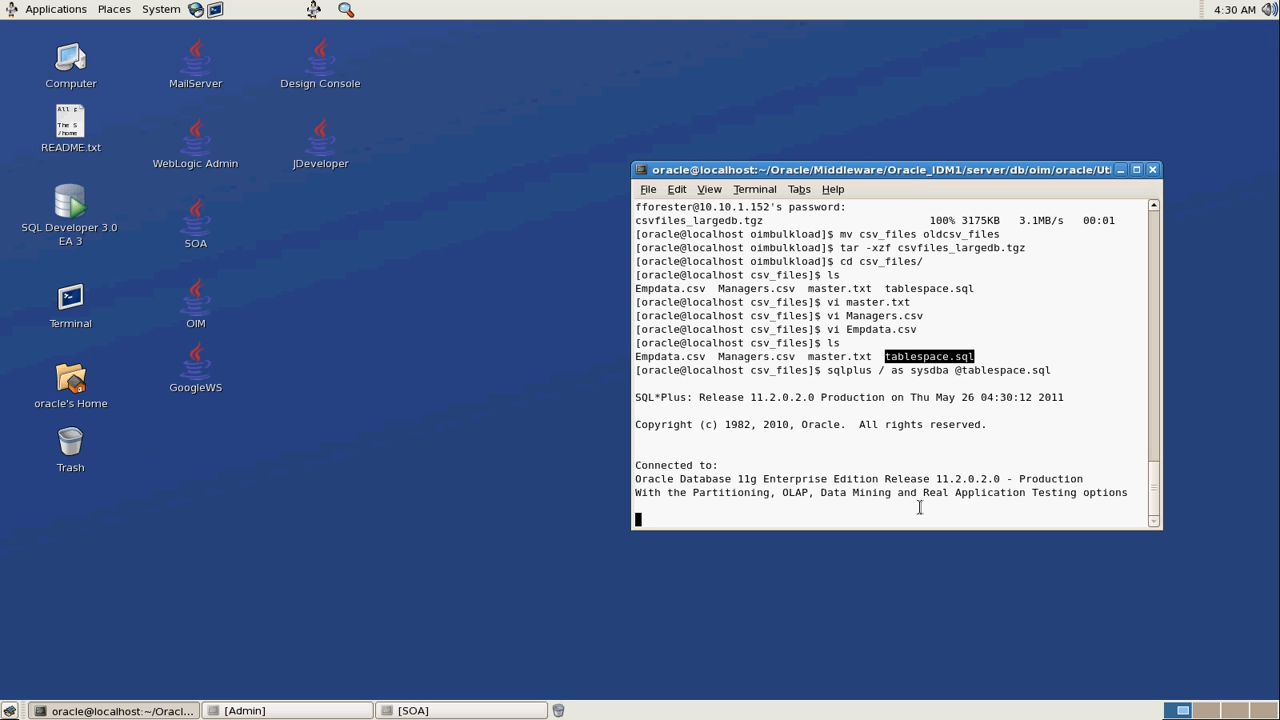 Applications Places System
4:30 AM
Computer
MailServer
Design Console
All F
The S
/home
README.txt
WebLogic Admin
JDeveloper
SQL Developer 3.0
EA 3
SOA
Terminal
OIM
oracle's Home
GoogleWS
Trash
oracle@localhost:~/Oracle/Middleware/Oracle_IDM1/server/db/oim/oracle/Uti
File Edit View Terminal Tabs Help
fforester@10.10.1.152's password:
csvfiles_largedb.tgz 100% 3175KB 3.1MB/s 00:01
[oracle@localhost oimbulkload]$ mv csv_files oldcsv_files
[oracle@localhost oimbulkload]$ tar -xzf csvfiles_largedb.tgz
[oracle@localhost oimbulkload]$ cd csv_files/
[oracle@localhost csv_files]$ ls
Empdata.csv Managers.csv master.txt tablespace.sql
[oracle@localhost csv_files]$ vi master.txt
[oracle@localhost csv_files]$ vi Managers.csv
[oracle@localhost csv_files]$ vi Empdata.csv
[oracle@localhost csv_files]$ ls
Empdata.csv Managers.csv master.txt tablespace.sql
[oracle@localhost csv_files]$ sqlplus / as sysdba @tablespace.sql
SQL*Plus: Release 11.2.0.2.0 Production on Thu May 26 04:30:12 2011
Copyright (c) 1982, 2010, Oracle. All rights reserved.
Connected to:
Oracle Database 11g Enterprise Edition Release 11.2.0.2.0 - Production
With the Partitioning, OLAP, Data Mining and Real Application Testing options
oracle@localhost:~/Oracl...
[Admin]
[SOA]